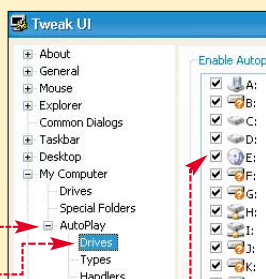 Tweak UI
About
General
Mouse
Explorer
Common Dialogs
Taskbar
Desktop
My Computer
Drives
Special Folders
AutoPlay
Drives
Types
Handlers
Enable Autop
A:
B:
C:
D:
E:
F:
G:
H:
I:
J:
K: